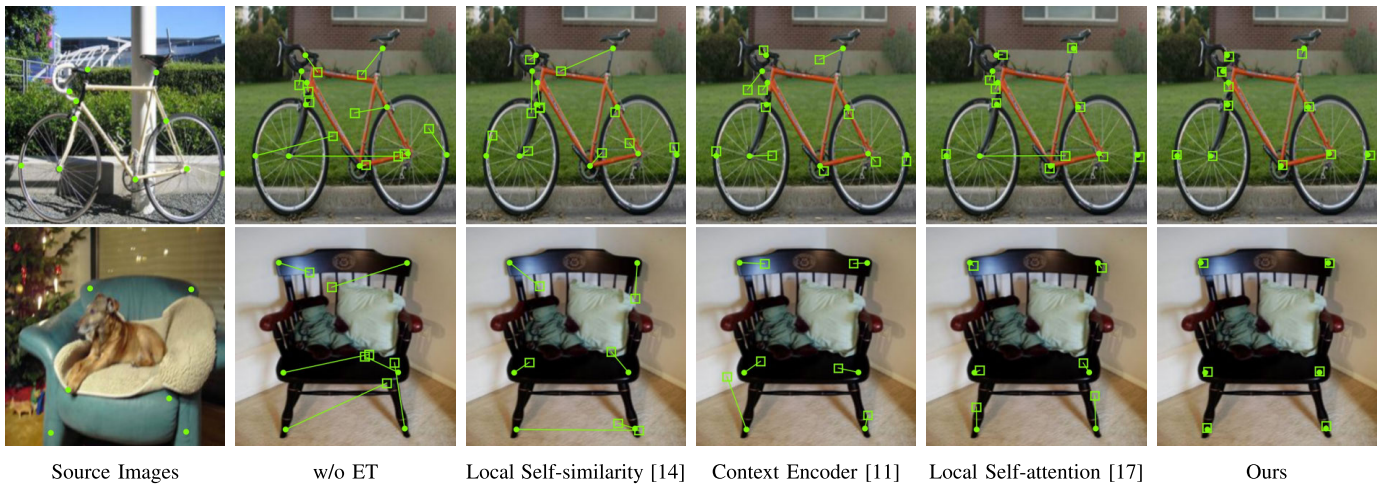 Source Images
w/o ET
Local Self-similarity [14]
Context Encoder [11]
Local Self-attention [17]
Ours